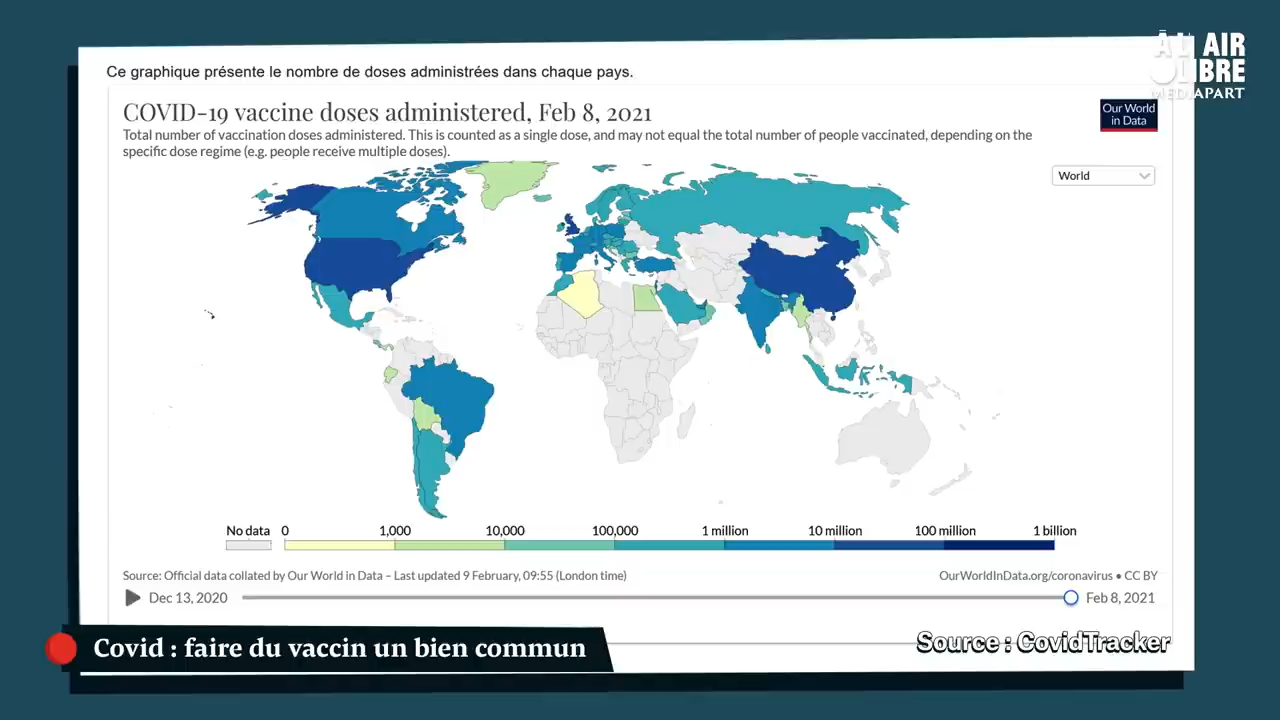 À L'AIR
LIBRE
MEDIAPART
Ce graphique présente le nombre de doses administrées dans chaque pays.
COVID-19 vaccine doses administered, Feb 8, 2021
Our World
in Data
Total number of vaccination doses administered. This is counted as a single dose, and may not equal the total number of people vaccinated, depending on the
specific dose regime (e.g. people receive multiple doses).
World
No data 0 1,000 10,000 100,000 1 million 10 million 100 million 1 billion
Source: Official data collated by Our World in Data – Last updated 9 February, 09:55 (London time)
OurWorldInData.org/coronavirus • CC BY
Dec 13, 2020
Feb 8, 2021
Covid : faire du vaccin un bien commun
Source : CovidTracker